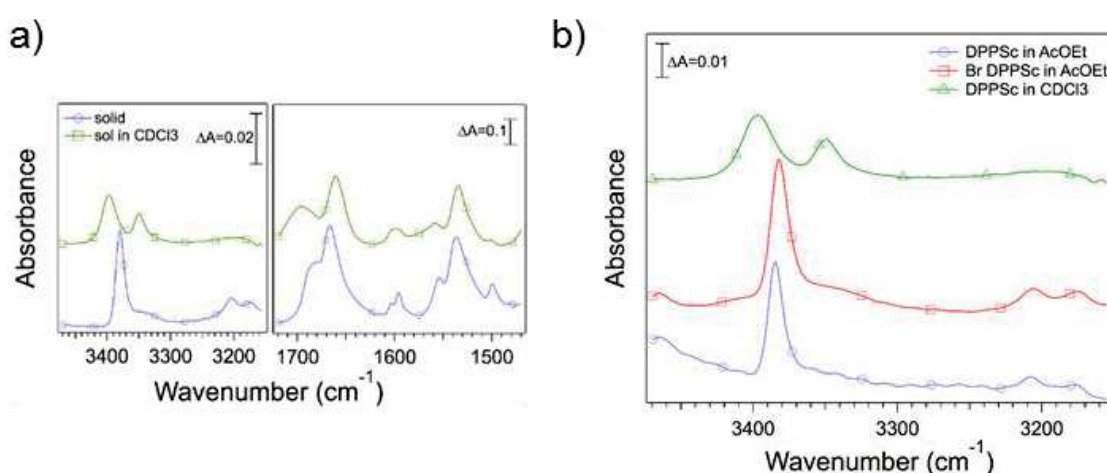 a)
b)
solid
sol in CDCl3
ΔA=0.02
ΔA=0.1
Absorbance
3400 3300 3200
1700 1600 1500
Wavenumber (cm-1)
ΔA=0.01
DPPSc in AcOEt
Br DPPSc in AcOEt
DPPSc in CDCl3
Absorbance
3400 3300 3200
Wavenumber (cm-1)